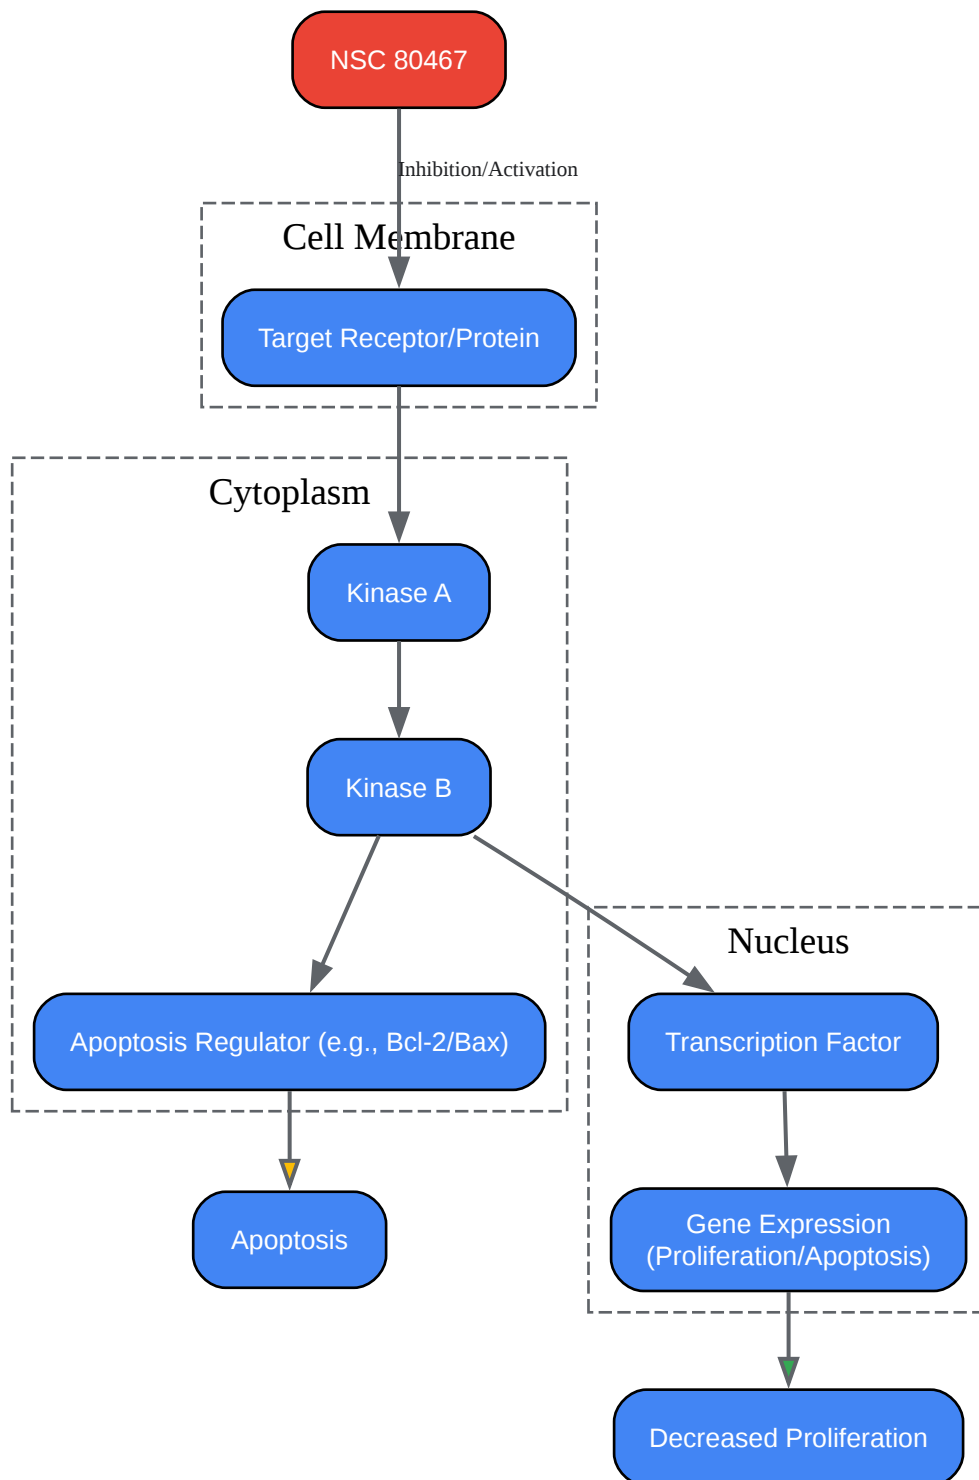 NSC 80467
Inhibition/Activation
Cell Membrane
Target Receptor/Protein
Cytoplasm
Kinase A
Kinase B
Nucleus
Apoptosis Regulator (e.g., Bcl-2/Bax)
Transcription Factor
Apoptosis
Gene Expression
(Proliferation/Apoptosis)
Decreased Proliferation